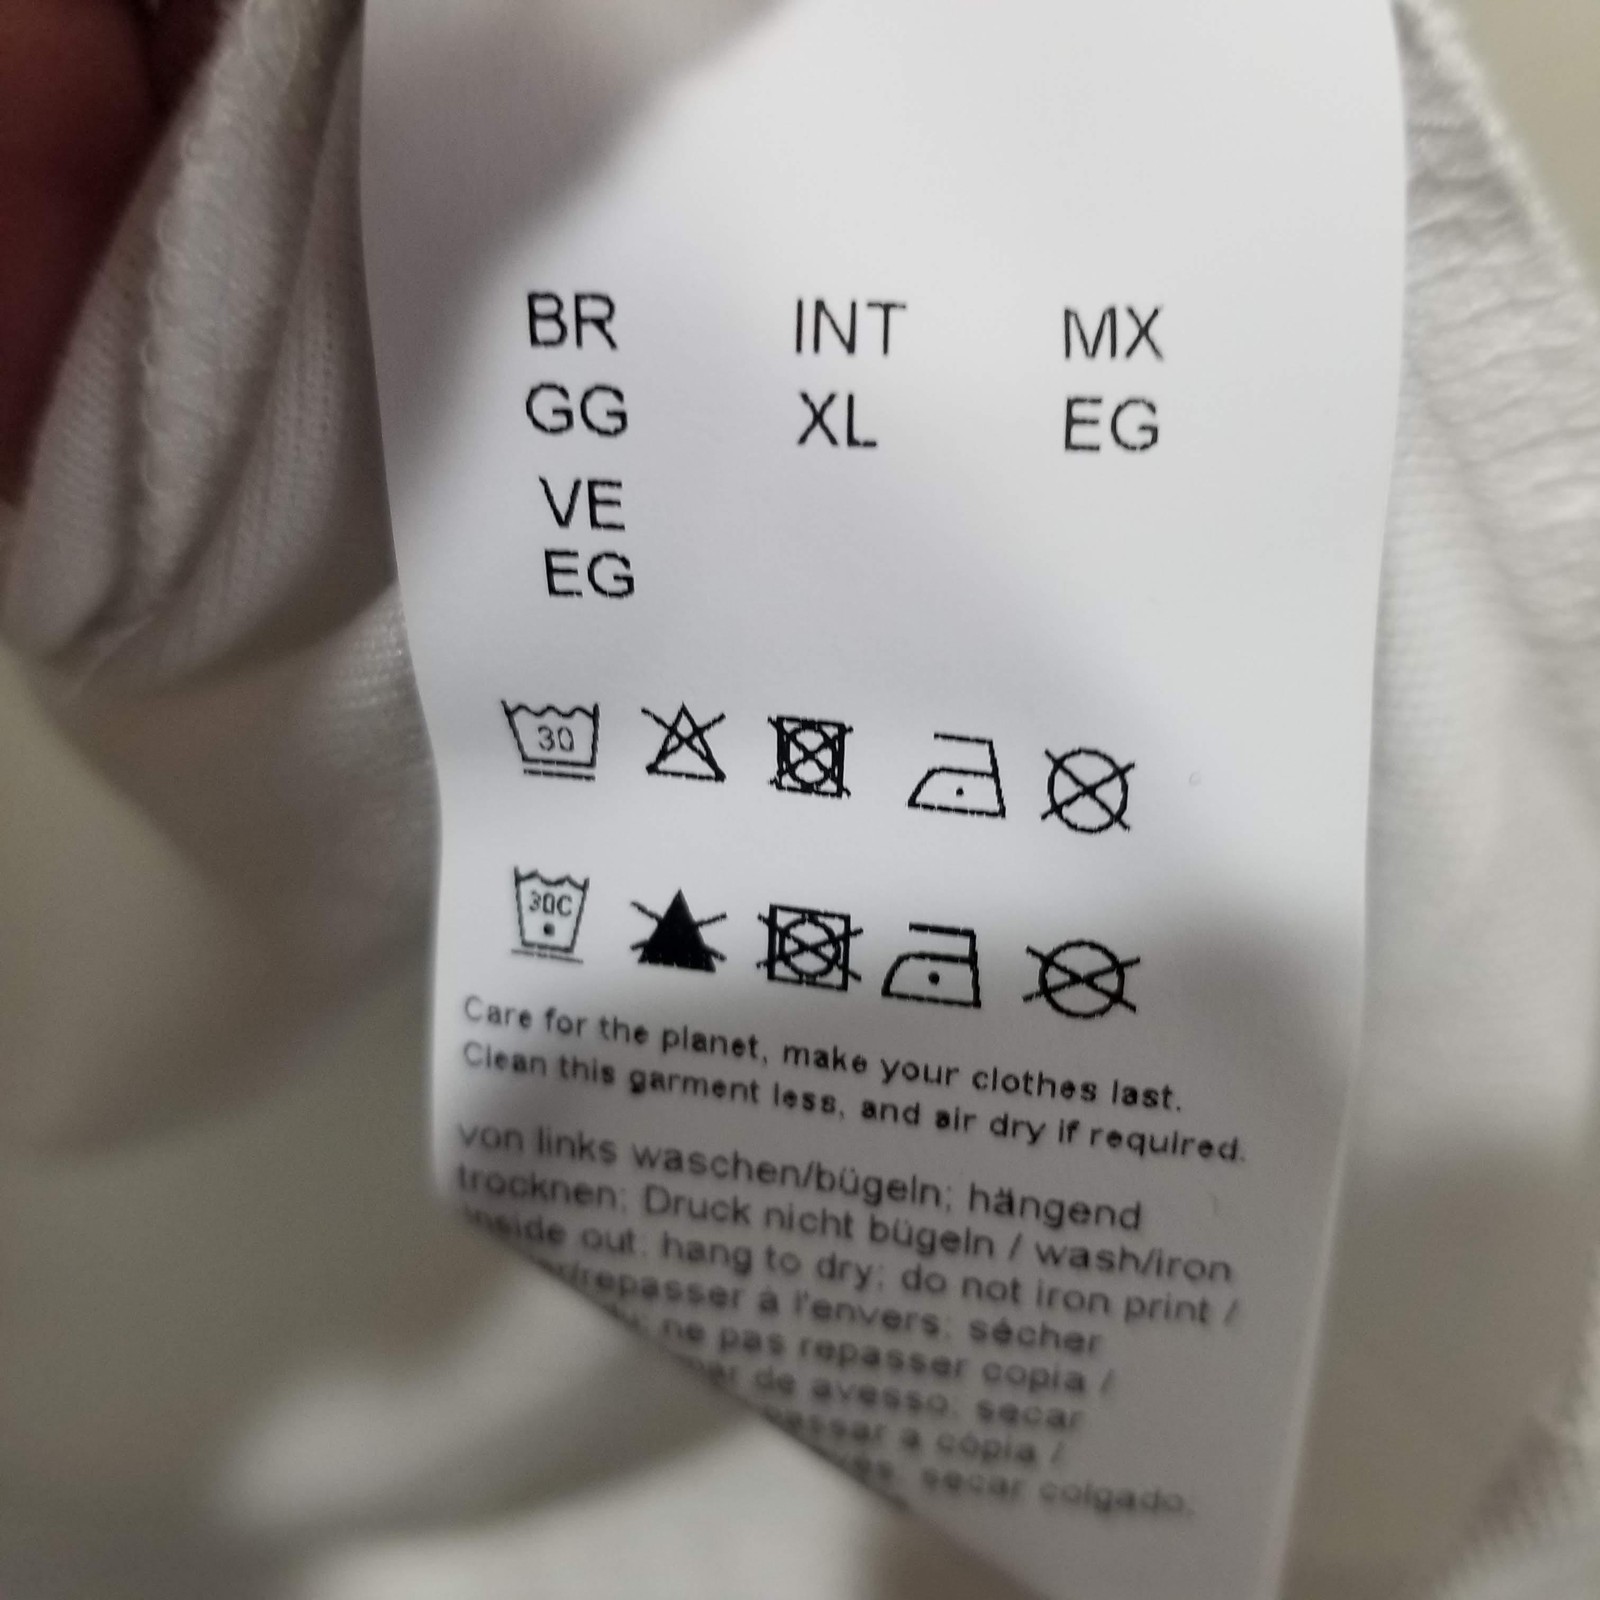 BR INT MX
GG XL EG
VE
EG
30
30C
Care for the planet, make your clothes last.
Clean this garment less, and air dry if required.
von links waschen/bügeln; hängend
trocknen; Druck nicht bügeln / wash/iron
inside out; hang to dry; do not iron print /
repasser à l'envers; sécher
ne pas repasser copia /
de avesso; secar
passar a cópia /
secar colgado.